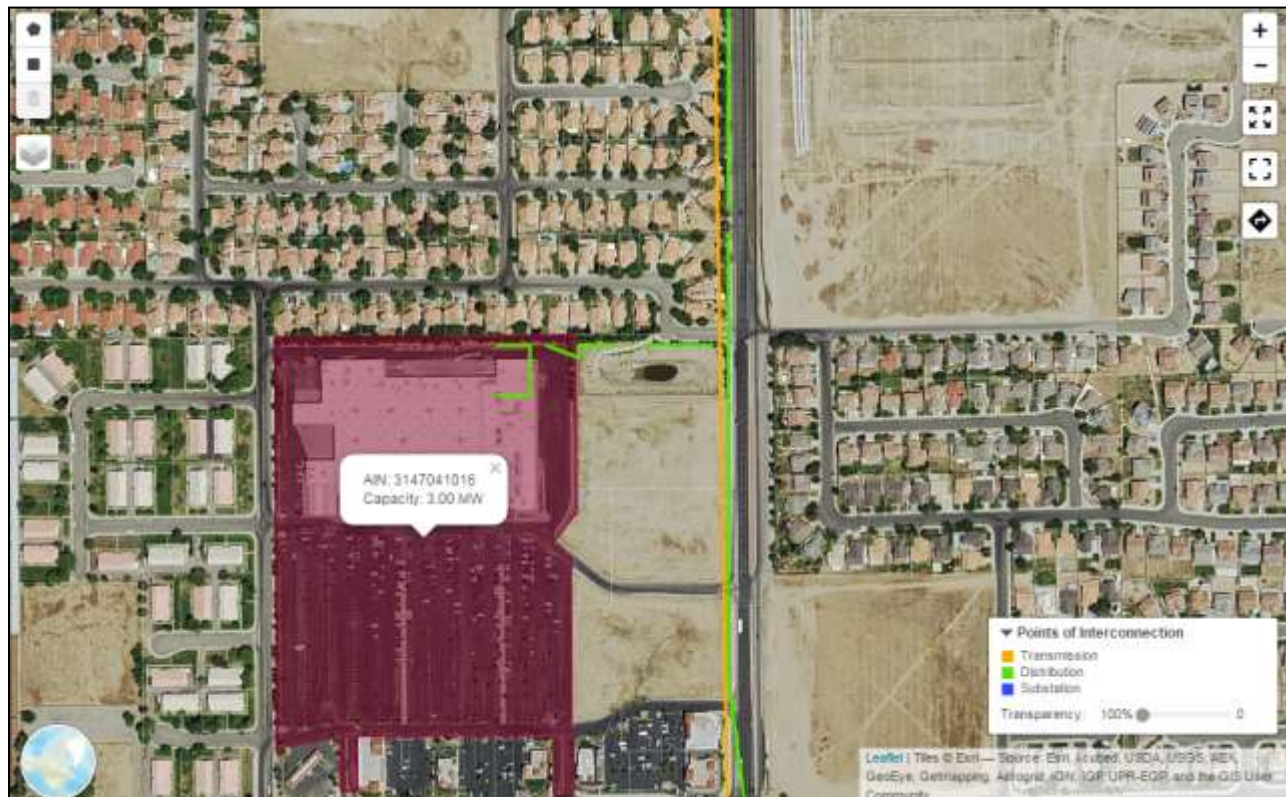 +
−
AIN: 3147041016
Capacity: 3.00 MW
×
▼ Points of Interconnection
Transmission
Distribution
Substation
Transparency: 100% 0
Leaflet | Tiles © Esri — Source: Esri, i-cubed, USDA, USGS, AEX,
GeoEye, Getmapping, Aerogrid, IGN, IGP, UPR-EGP, and the GIS User
Community